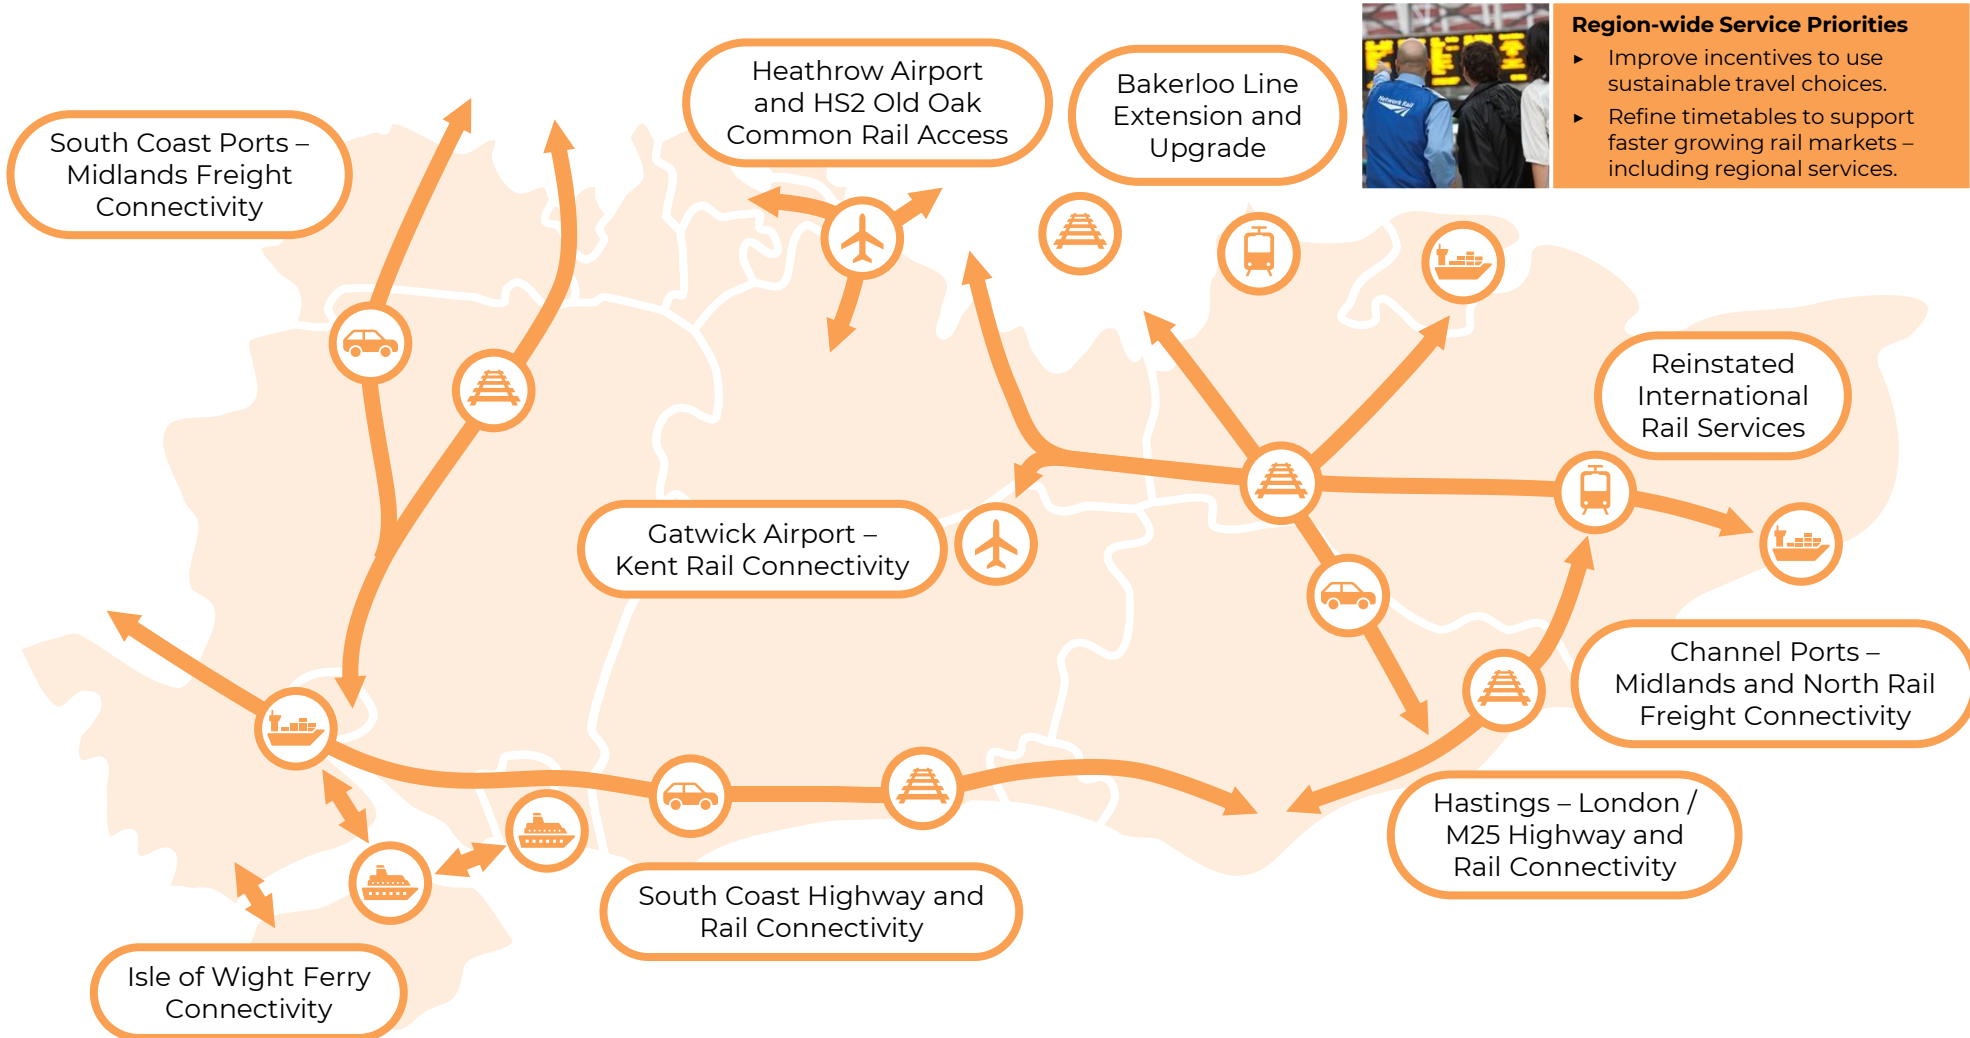 Region-wide Service Priorities
▸ Improve incentives to use
sustainable travel choices.
▸ Refine timetables to support
faster growing rail markets –
including regional services.
Network Rail
Heathrow Airport
and HS2 Old Oak
Common Rail Access
Bakerloo Line
Extension and
Upgrade
South Coast Ports –
Midlands Freight
Connectivity
Reinstated
International
Rail Services
Gatwick Airport –
Kent Rail Connectivity
Channel Ports –
Midlands and North Rail
Freight Connectivity
Hastings – London /
M25 Highway and
Rail Connectivity
South Coast Highway and
Rail Connectivity
Isle of Wight Ferry
Connectivity